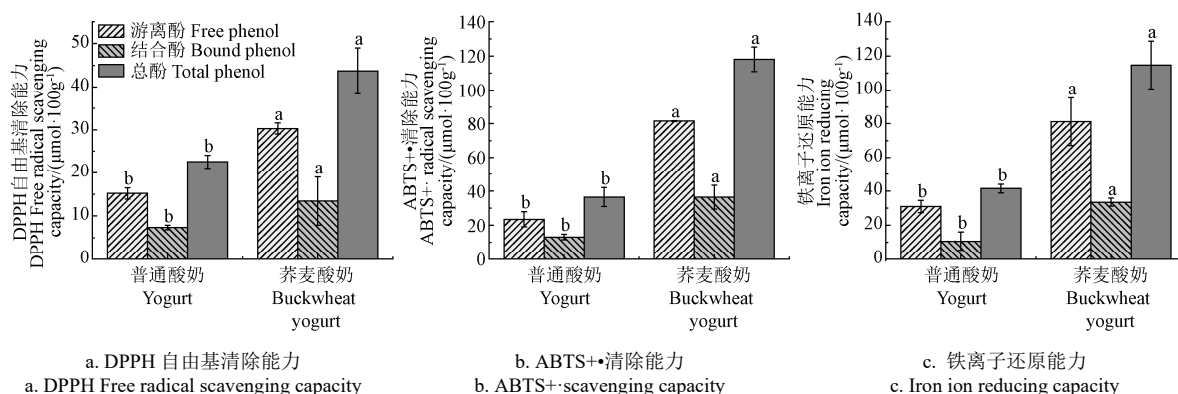 DPPH自由基清除能力
DPPH Free radical scavenging
capacity/(μmol·100g-1)
50
40
30
20
10
0
游离酚 Free phenol
结合酚 Bound phenol
总酚 Total phenol
b
b
b
a
a
a
普通酸奶
Yogurt
荞麦酸奶
Buckwheat
yogurt
a. DPPH 自由基清除能力
a. DPPH Free radical scavenging capacity
ABTS+•清除能力
ABTS+· radical scavenging
capacity/(μmol·100g-1)
140
120
100
80
60
40
20
0
b
b
b
a
a
a
普通酸奶
Yogurt
荞麦酸奶
Buckwheat
yogurt
b. ABTS+•清除能力
b. ABTS+·scavenging capacity
铁离子还原能力
Iron ion reducing
capacity/(μmol·100g-1)
140
120
100
80
60
40
20
0
b
b
b
a
a
a
普通酸奶
Yogurt
荞麦酸奶
Buckwheat
yogurt
c. 铁离子还原能力
c. Iron ion reducing capacity